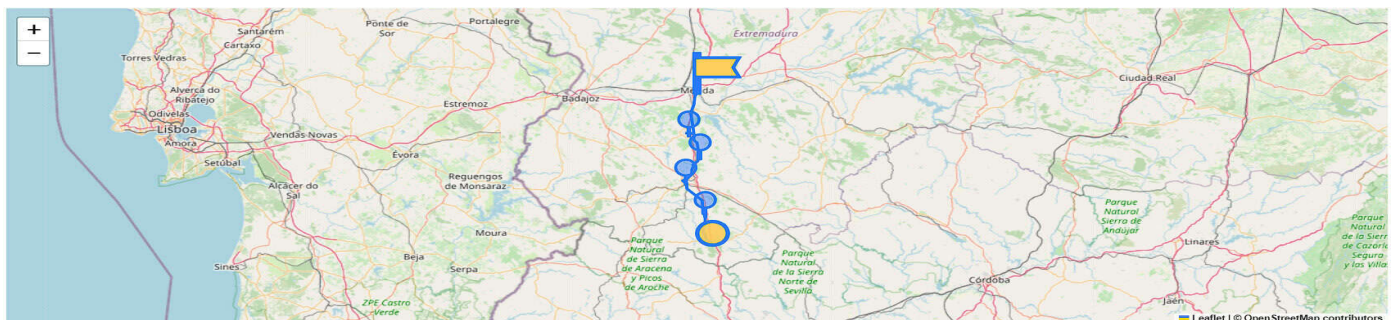 +
−
Santarém
Cartaxo
Torres Vedras
Alverca do
Ribatejo
Odivelas
Lisboa
Amora
Setúbal
Vendas Novas
Alcácer do
Sal
Sines
Ponte de
Sor
Portalegre
Estremoz
Évora
Reguengos
de Monsaraz
Moura
Beja
Serpa
ZPE Castro
Verde
Badajoz
Extremadura
Parque
Natural
de Sierra
de Aracena
y Picos
de Aroche
Parque
Natural
de la Sierra
Norte de
Sevilla
Ciudad Real
Parque
Natural
Sierra de
Andújar
Linares
Córdoba
Jaén
Parque
Natural
de la Sierra
de Cazorla
Segura
y las Villas
Leaflet | © OpenStreetMap contributors